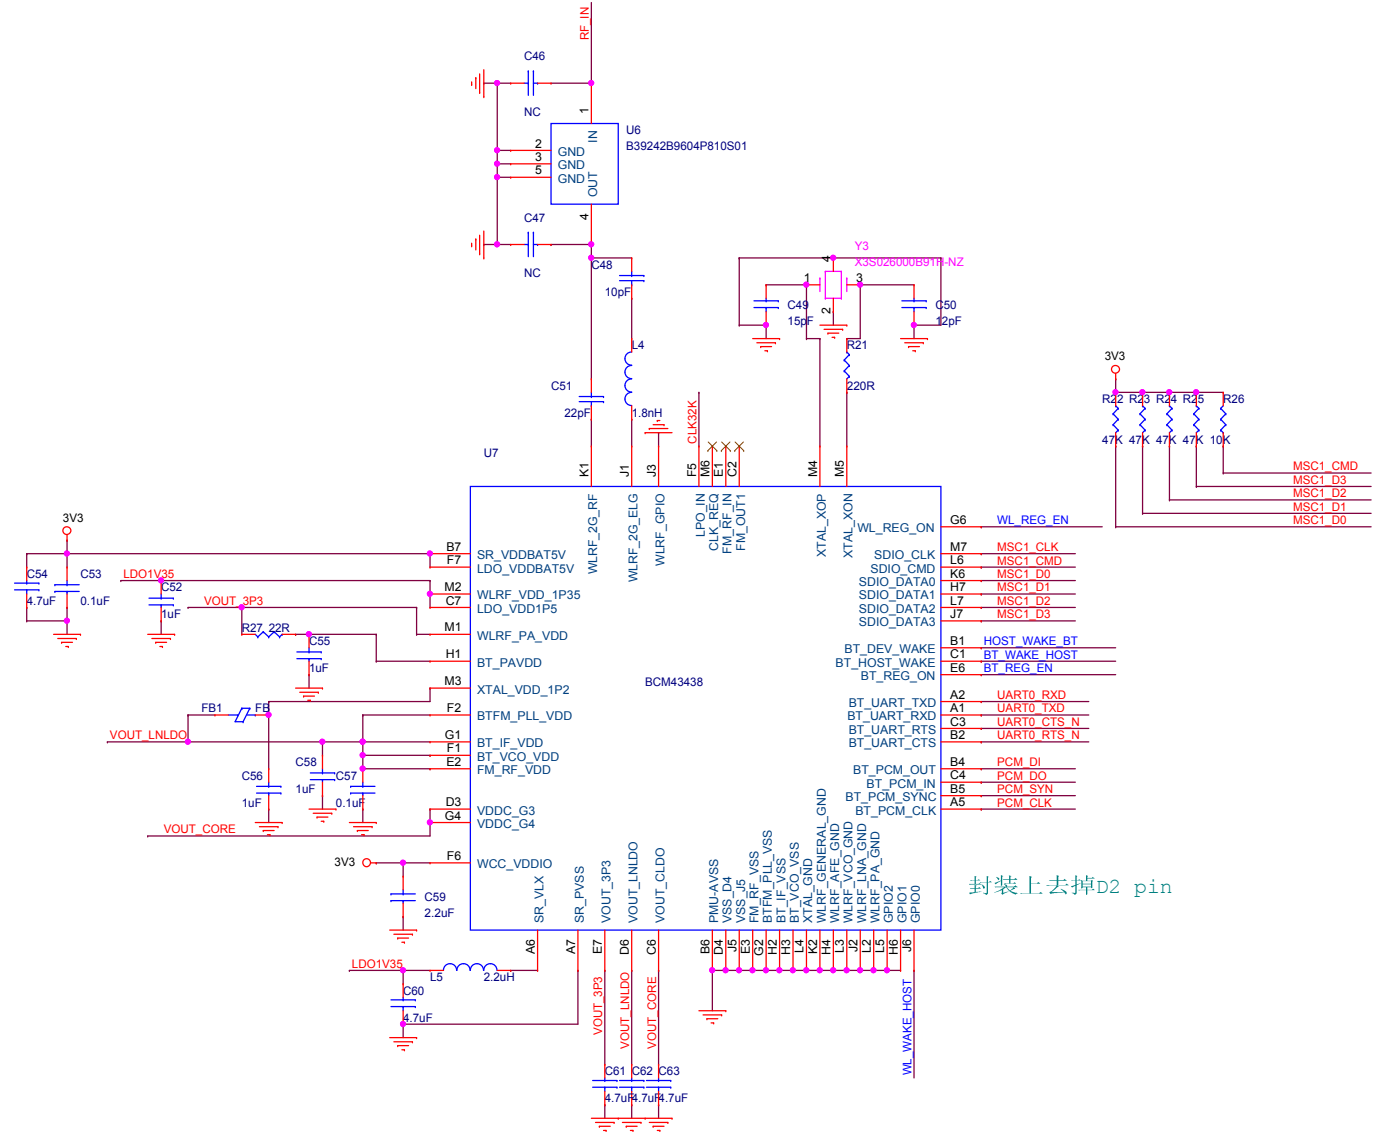 RF_IN
C46
NC
1
U6
B39242B9604P810S01
IN
2 GND
3 GND
5 GND
OUT
4
C47
NC
C48
10pF
L4
1.8nH
C51
22pF
Y3
X3S026000B91H-NZ
4
1
3
2
C49
15pF
C50
12pF
R21
220R
CLK32K
3V3
R22 R23 R24 R25 R26
47K 47K 47K 47K 10K
MSC1_CMD
MSC1_D3
MSC1_D2
MSC1_D1
MSC1_D0
U7
K1 J1 J3 F5 M6 E1 C2 M4 M5
WLRF_2G_RF
WLRF_2G_ELG
WLRF_GPIO
LPO_IN
CLK_REQ
FM_RF_IN
FM_OUT1
XTAL_XOP
XTAL_XON
3V3
C54
4.7uF
C53
0.1uF
LDO1V35
C52
1uF
VOUT_3P3
R27 22R
C55
1uF
FB1 FB
VOUT_LNLDO
C56
1uF
C58
1uF
C57
0.1uF
VOUT_CORE
3V3
C59
2.2uF
B7 SR_VDDBAT5V
F7 LDO_VDDBAT5V
M2 WLRF_VDD_1P35
C7 LDO_VDD1P5
M1 WLRF_PA_VDD
H1 BT_PAVDD
M3 XTAL_VDD_1P2
F2 BTFM_PLL_VDD
G1 BT_IF_VDD
F1 BT_VCO_VDD
E2 FM_RF_VDD
D3 VDDC_G3
G4 VDDC_G4
F6 WCC_VDDIO
BCM43438
WL_REG_ON G6 WL_REG_EN
SDIO_CLK M7 MSC1_CLK
SDIO_CMD L6 MSC1_CMD
SDIO_DATA0 K6 MSC1_D0
SDIO_DATA1 H7 MSC1_D1
SDIO_DATA2 L7 MSC1_D2
SDIO_DATA3 J7 MSC1_D3
BT_DEV_WAKE B1 HOST_WAKE_BT
BT_HOST_WAKE C1 BT_WAKE_HOST
BT_REG_ON E6 BT_REG_EN
BT_UART_TXD A2 UART0_RXD
BT_UART_RXD A1 UART0_TXD
BT_UART_RTS C3 UART0_CTS_N
BT_UART_CTS B2 UART0_RTS_N
BT_PCM_OUT B4 PCM_DI
BT_PCM_IN C4 PCM_DO
BT_PCM_SYNC B5 PCM_SYN
BT_PCM_CLK A5 PCM_CLK
封装上去掉D2 pin
SR_VLX
SR_PVSS
VOUT_3P3
VOUT_LNLDO
VOUT_CLDO
PMU-AVSS
VSS_D4
VSS_J5
FM_RF_VSS
BTFM_PLL_VSS
BT_IF_VSS
BT_VCO_VSS
XTAL_GND
WLRF_GENERAL_GND
WLRF_AFE_GND
WLRF_VCO_GND
WLRF_LNA_GND
WLRF_PA_GND
GPIO2
GPIO1
GPIO0
A6 A7 E7 D6 C6 B6 D4 J5 E3 G2 H2 H3 L4 K2 H4 L3 J2 L2 L5 H6 J6
LDO1V35
L5
2.2uH
C60
4.7uF
VOUT_3P3
VOUT_LNLDO
VOUT_CORE
WL_WAKE_HOST
C61 C62 C63
4.7uF 4.7uF 4.7uF